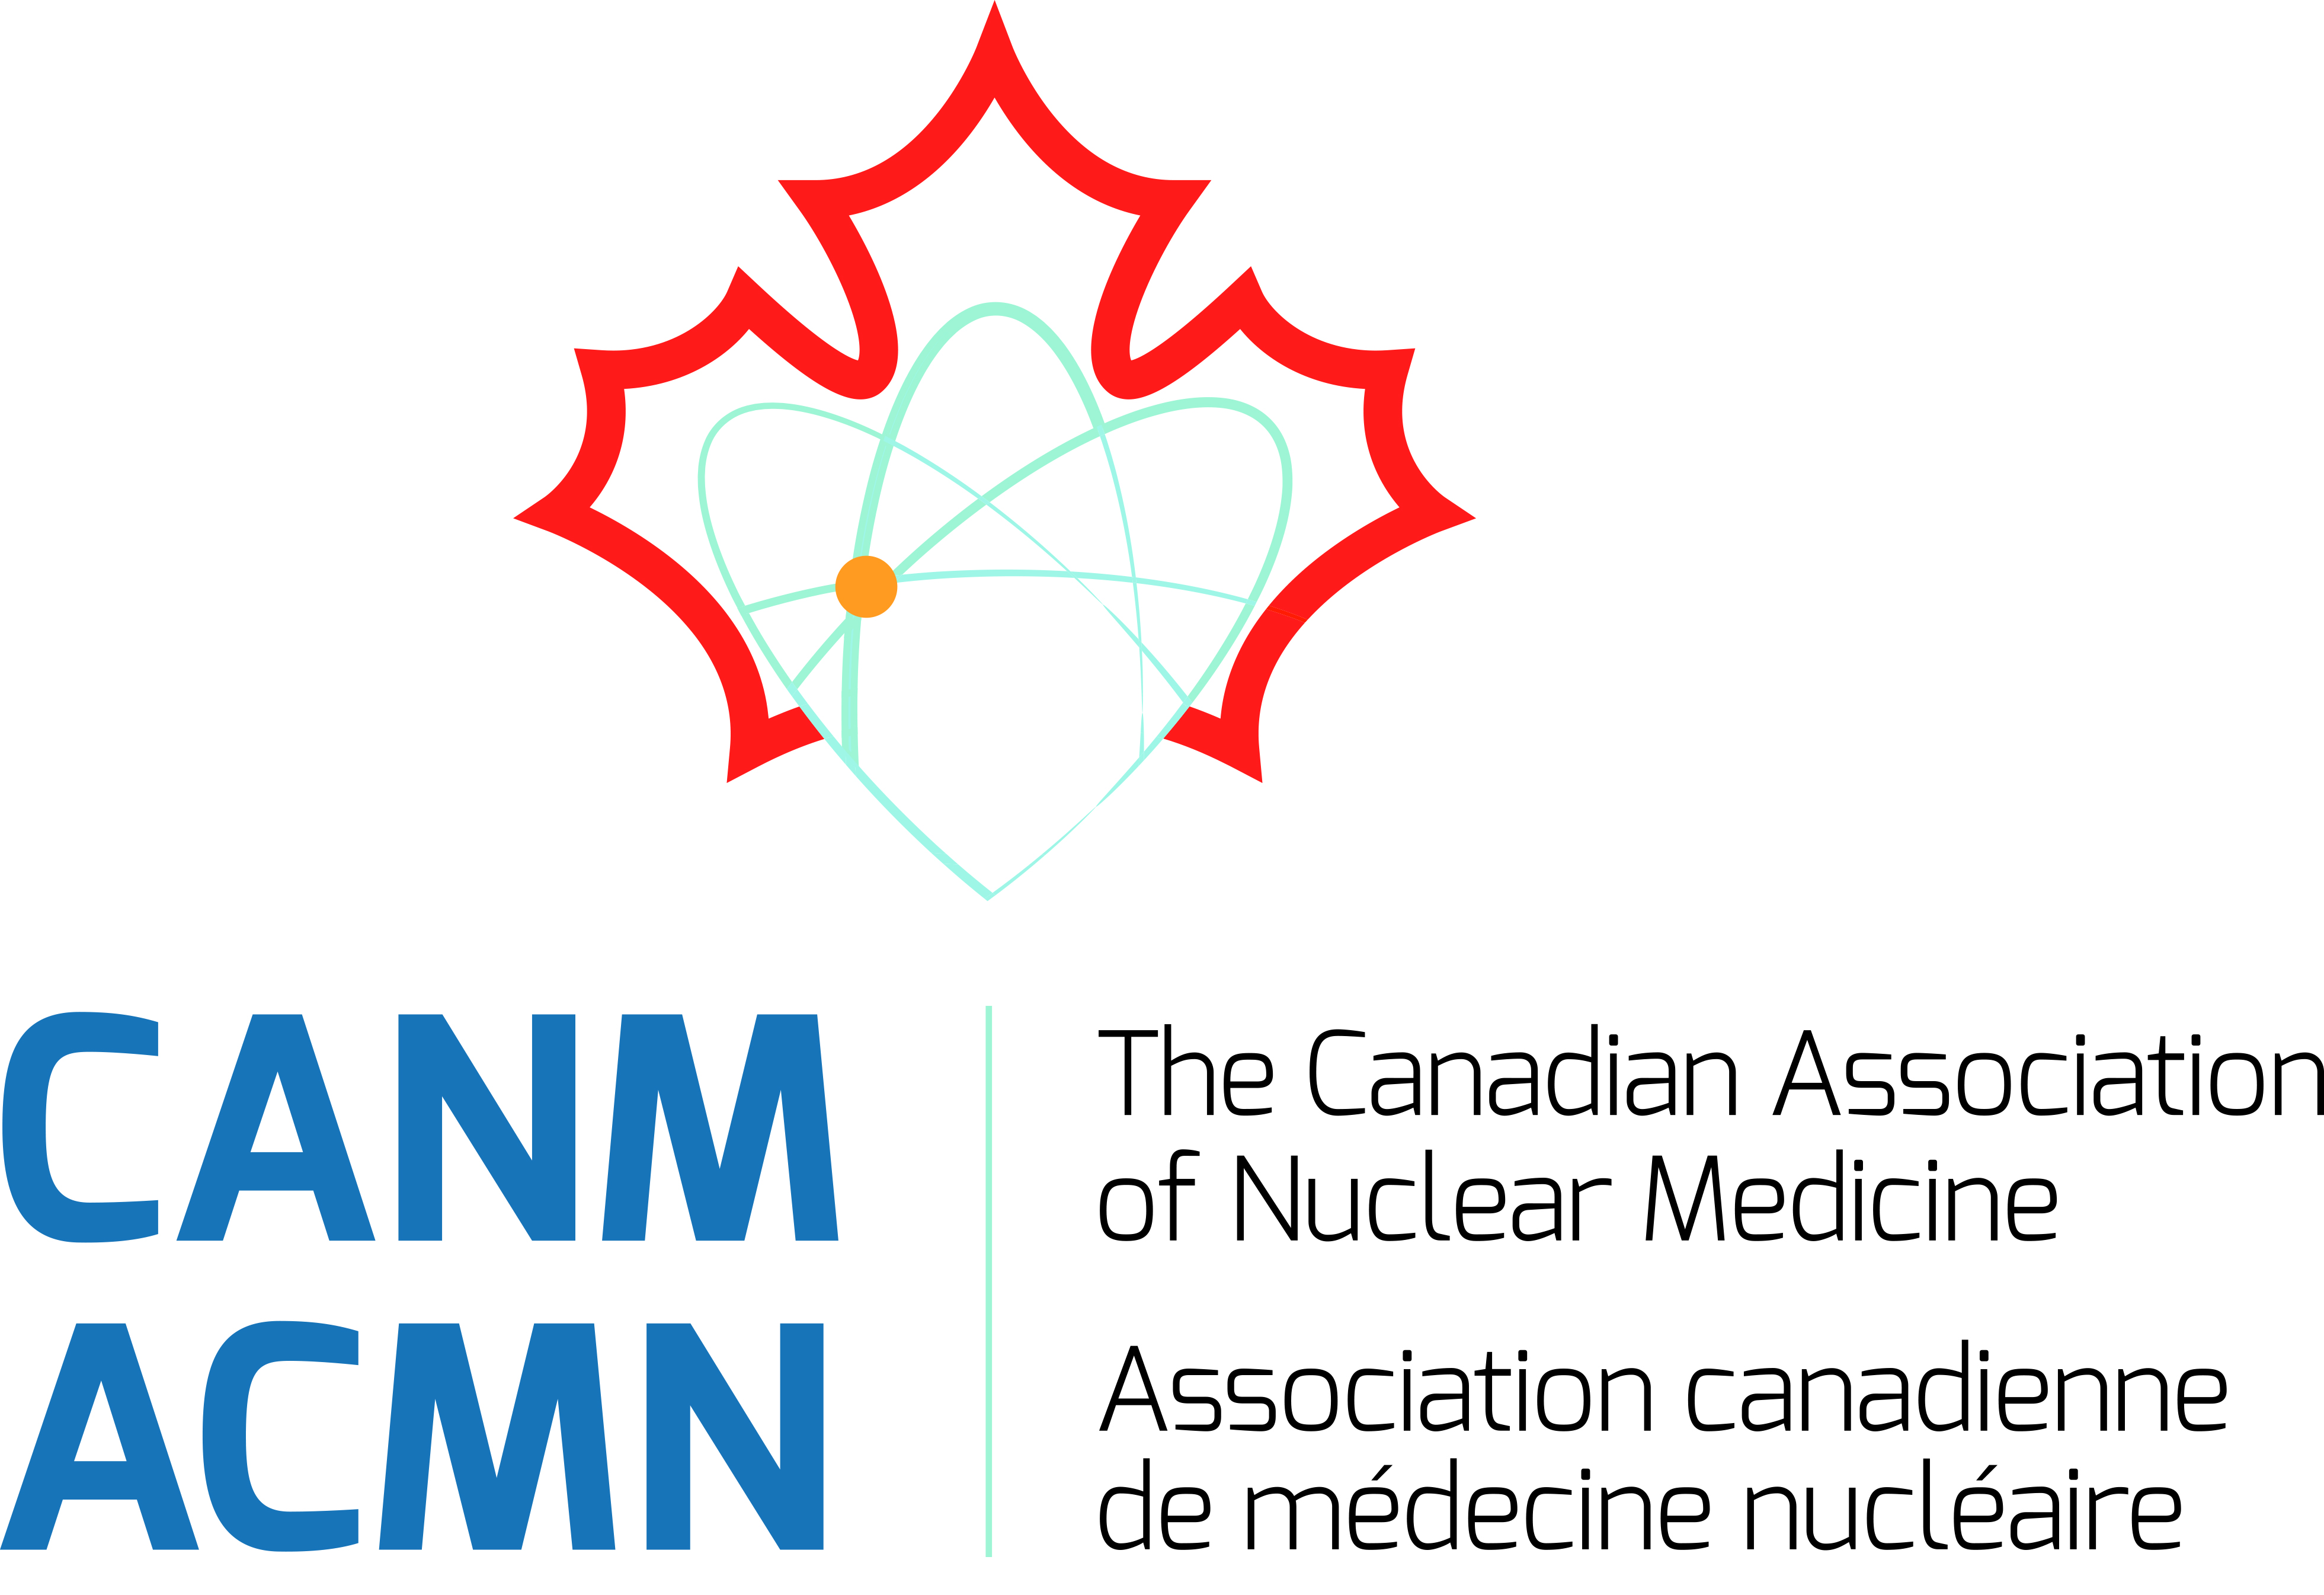 CANM
ACMN
The Canadian Association
of Nuclear Medicine
Association canadienne
de médecine nucléaire